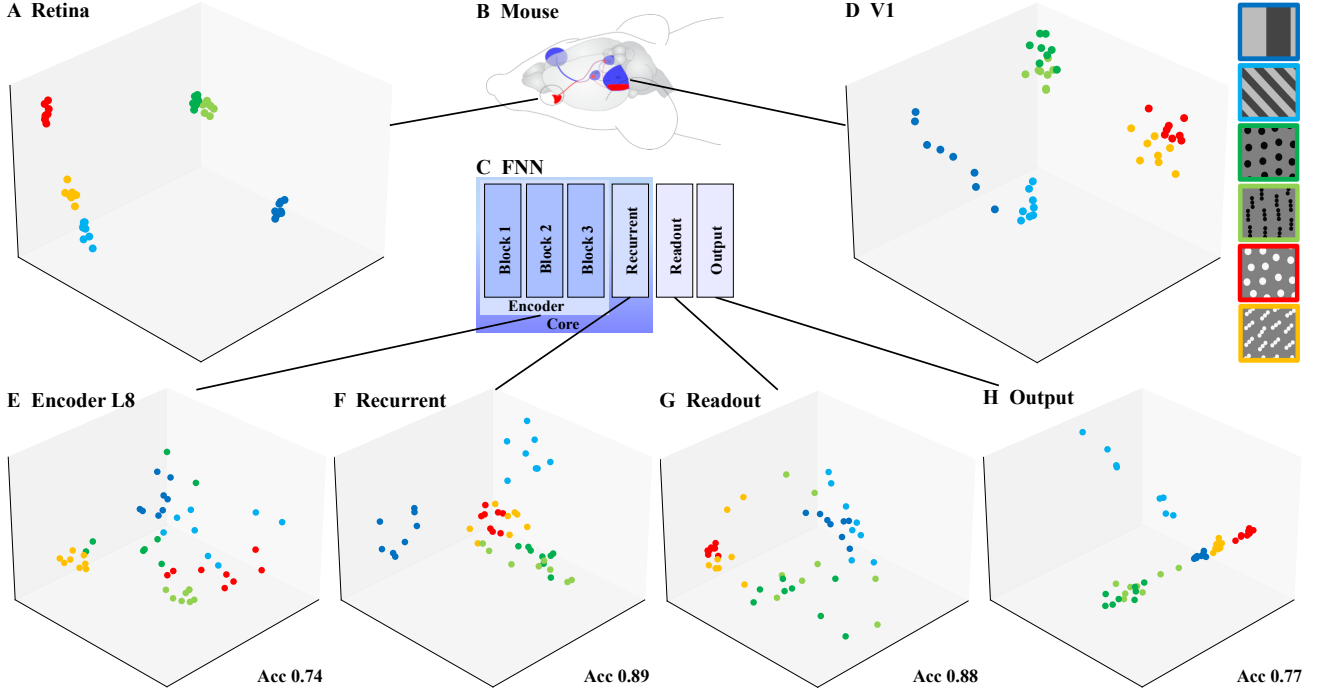 A Retina
B Mouse
D V1
C FNN
Block 1
Block 2
Block 3
Recurrent
Readout
Output
Encoder
Core
E Encoder L8
F Recurrent
G Readout
H Output
Acc 0.74
Acc 0.89
Acc 0.88
Acc 0.77